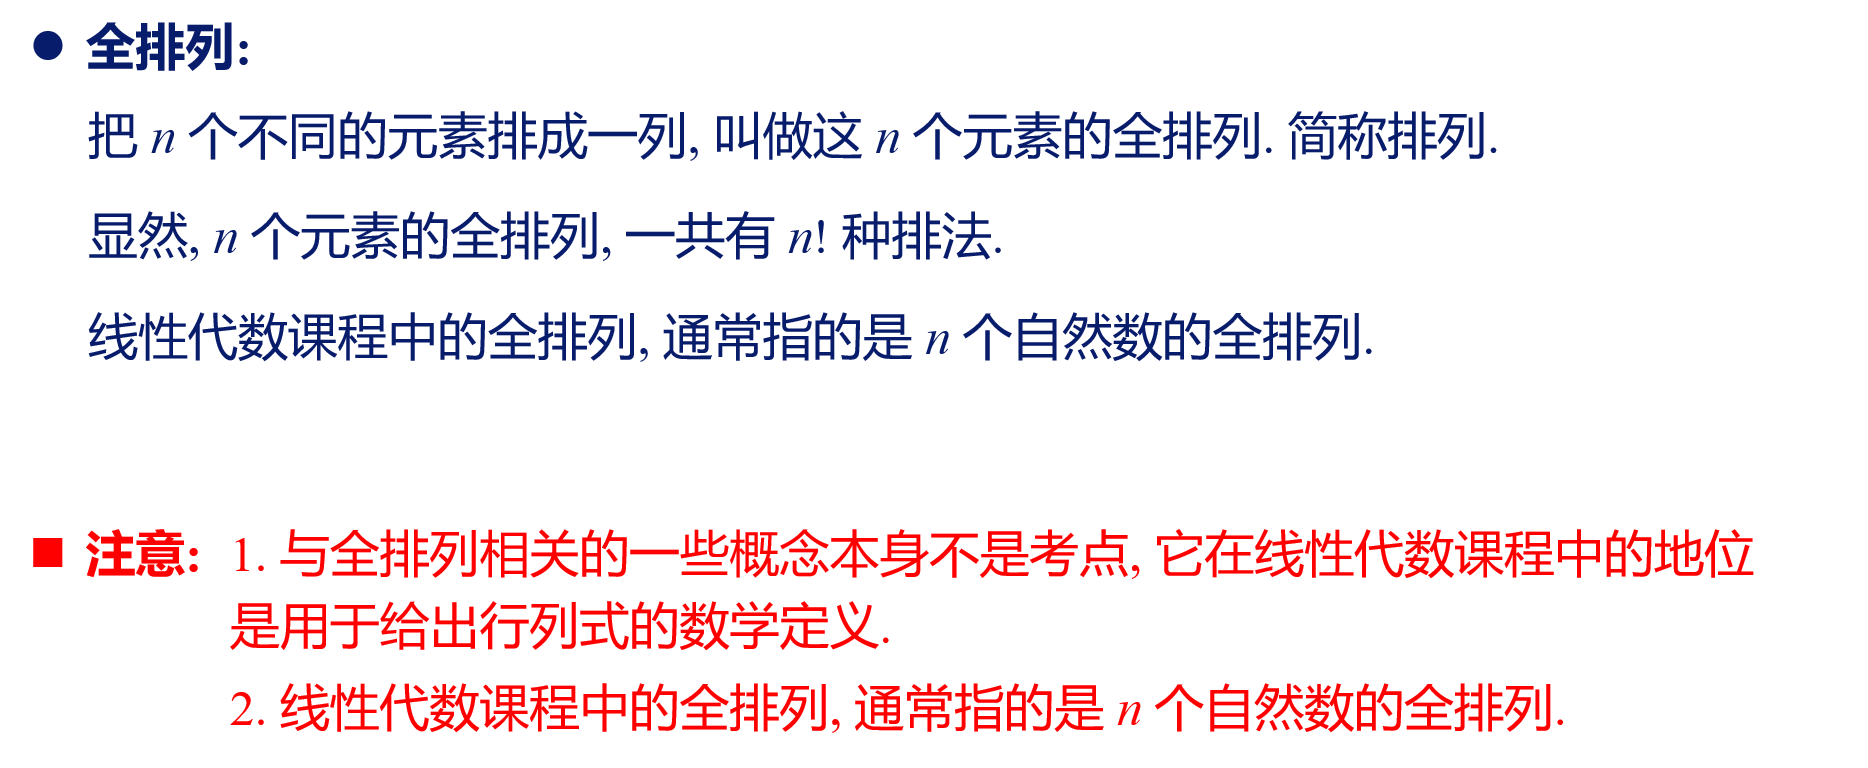 ● 全排列:
把 n 个不同的元素排成一列, 叫做这 n 个元素的全排列. 简称排列.
显然, n 个元素的全排列, 一共有 n! 种排法.
线性代数课程中的全排列, 通常指的是 n 个自然数的全排列.
■ 注意: 1. 与全排列相关的一些概念本身不是考点, 它在线性代数课程中的地位
是用于给出行列式的数学定义.
2. 线性代数课程中的全排列, 通常指的是 n 个自然数的全排列.